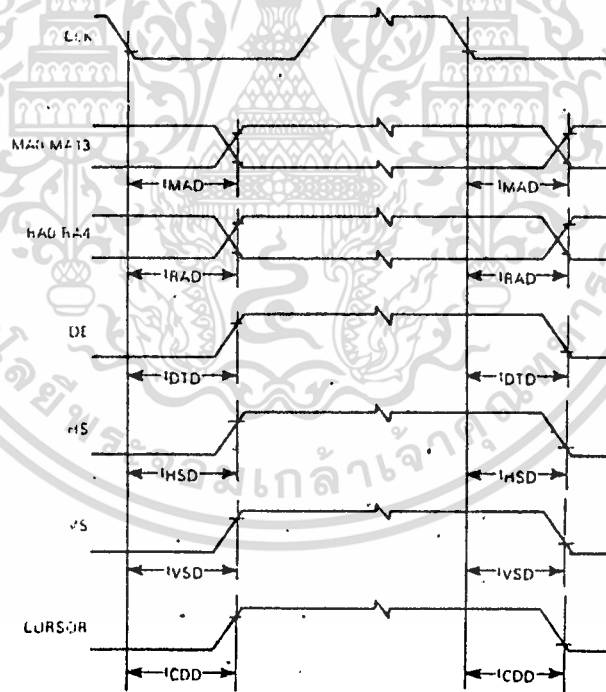 CLK
MA0 MA13
tMAD
tMAD
RA0 RA4
tRAD
tRAD
DE
tDTD
tDTD
HS
tHSD
tHSD
VS
tVSD
tVSD
CURSOR
tCDD
tCDD